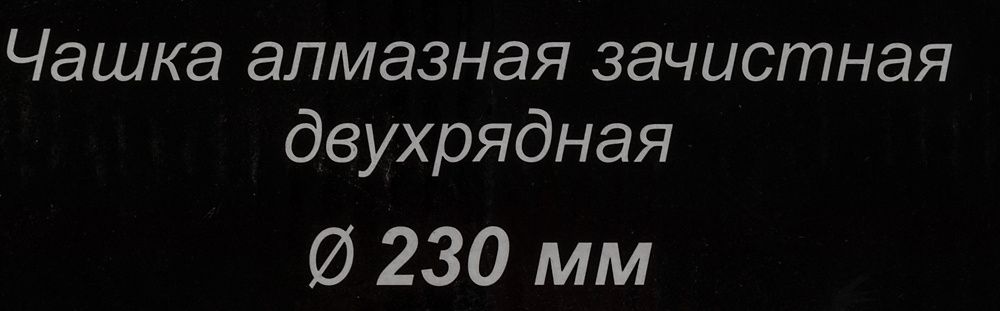 Чашка алмазная зачистная
двухрядная
Ø 230 мм